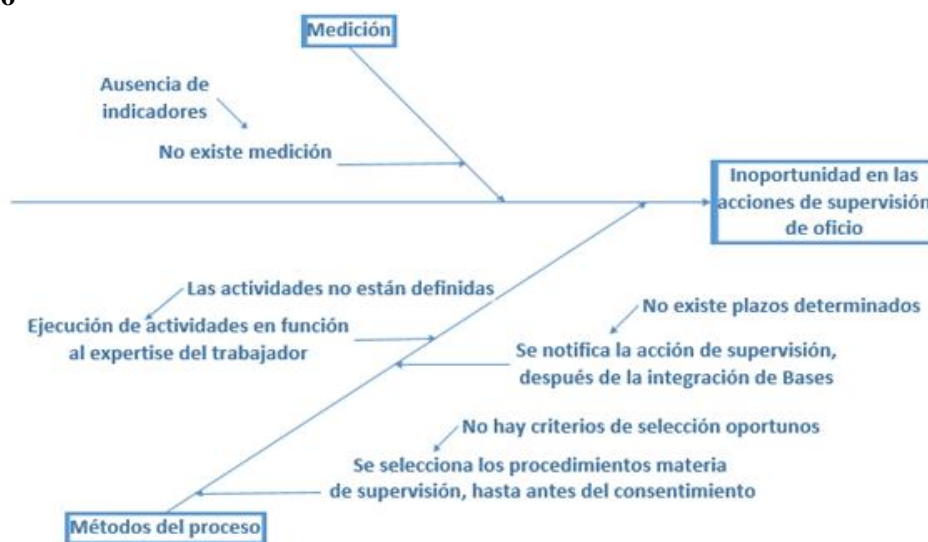 Medición
Ausencia de
indicadores
No existe medición
Inoportunidad en las
acciones de supervisión
de oficio
Las actividades no están definidas
Ejecución de actividades en función
al expertise del trabajador
No existe plazos determinados
Se notifica la acción de supervisión,
después de la integración de Bases
No hay criterios de selección oportunos
Se selecciona los procedimientos materia
de supervisión, hasta antes del consentimiento
Métodos del proceso